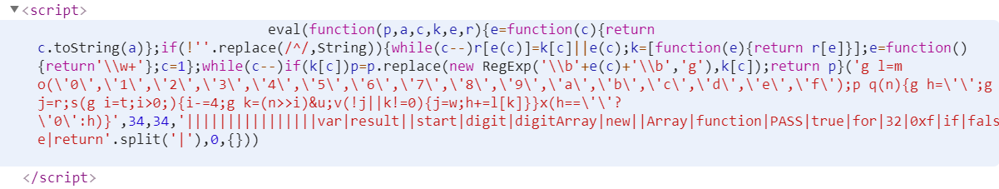 ▼<script>
eval(function(p,a,c,k,e,r){e=function(c){return
c.toString(a)};if(!''.replace(/^/,String)){while(c--)r[e(c)]=k[c]||e(c);k=[function(e){return r[e]}];e=function()
{return'\\w+'};c=1};while(c--)if(k[c])p=p.replace(new RegExp('\\b'+e(c)+'\\b','g'),k[c]);return p}('g l=m
o(\'0\',\'1\',\'2\',\'3\',\'4\',\'5\',\'6\',\'7\',\'8\',\'9\',\'a\',\'b\',\'c\',\'d\',\'e\',\'f\');p q(n){g h=\'\';g
j=r;s(g i=t;i>0;){i-=4;g k=(n>>i)&u;v(!j||k!=0){j=w;h+=l[k]}}x(h==\'\'?
\'0\':h)}',34,34,'||||||||||||||||var|result||start|digit|digitArray|new||Array|function|PASS|true|for|32|0xf|if|fals
e|return'.split('|'),0,{}))
</script>